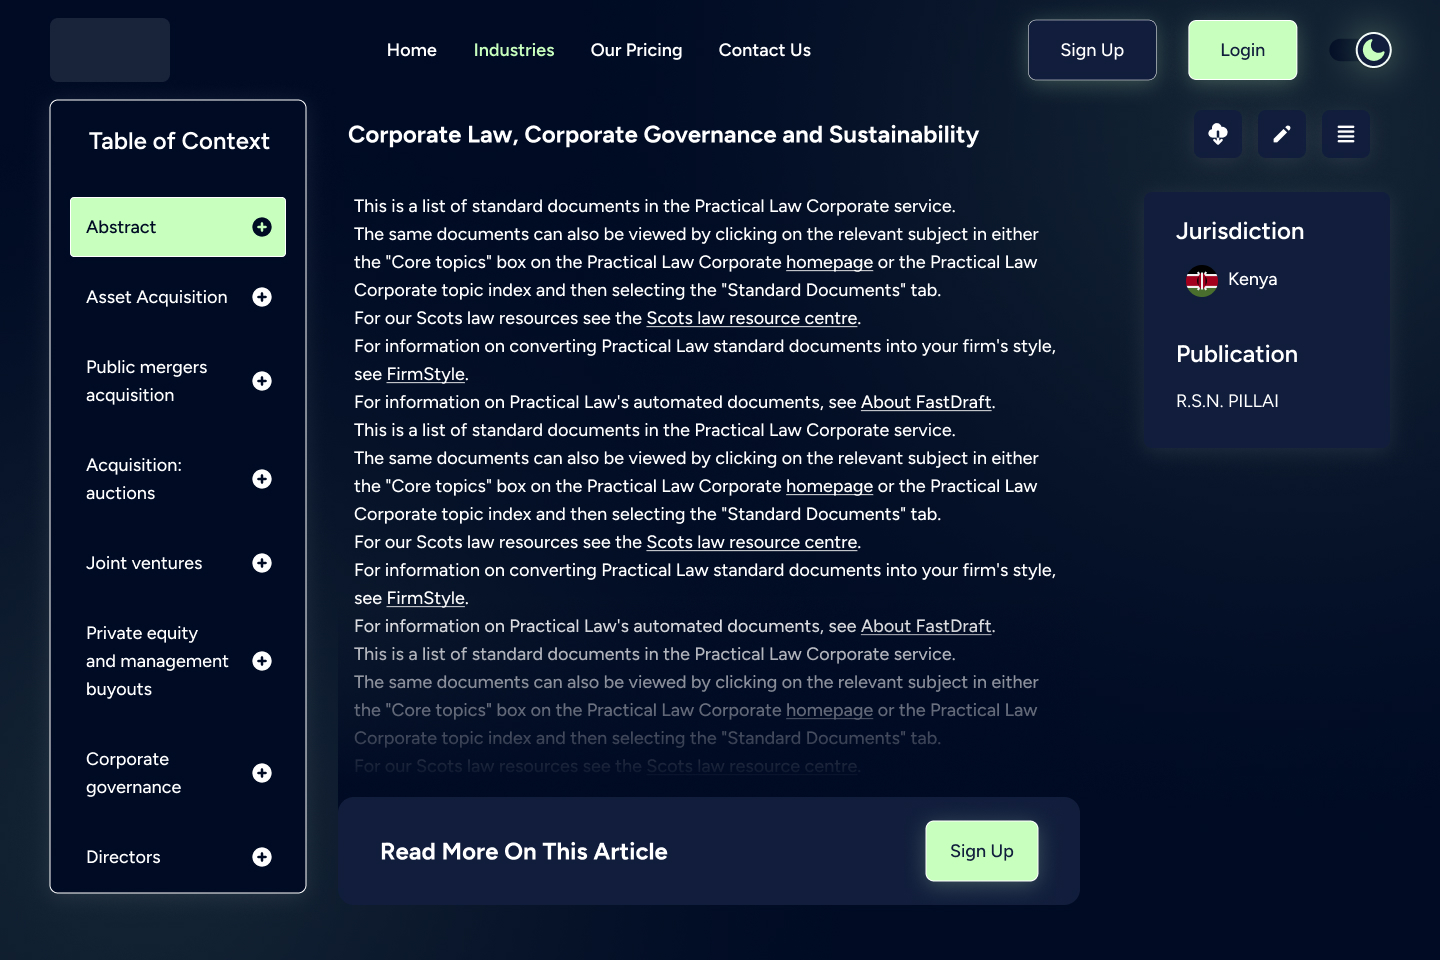 Home Industries Our Pricing Contact Us Sign Up Login
Table of Context
Abstract
Asset Acquisition
Public mergers
acquisition
Acquisition:
auctions
Joint ventures
Private equity
and management
buyouts
Corporate
governance
Directors
Corporate Law, Corporate Governance and Sustainability
This is a list of standard documents in the Practical Law Corporate service.
The same documents can also be viewed by clicking on the relevant subject in either
the "Core topics" box on the Practical Law Corporate homepage or the Practical Law
Corporate topic index and then selecting the "Standard Documents" tab.
For our Scots law resources see the Scots law resource centre.
For information on converting Practical Law standard documents into your firm's style,
see FirmStyle.
For information on Practical Law's automated documents, see About FastDraft.
This is a list of standard documents in the Practical Law Corporate service.
The same documents can also be viewed by clicking on the relevant subject in either
the "Core topics" box on the Practical Law Corporate homepage or the Practical Law
Corporate topic index and then selecting the "Standard Documents" tab.
For our Scots law resources see the Scots law resource centre.
For information on converting Practical Law standard documents into your firm's style,
see FirmStyle.
For information on Practical Law's automated documents, see About FastDraft.
This is a list of standard documents in the Practical Law Corporate service.
The same documents can also be viewed by clicking on the relevant subject in either
the "Core topics" box on the Practical Law Corporate homepage or the Practical Law
Corporate topic index and then selecting the "Standard Documents" tab.
For our Scots law resources see the Scots law resource centre.
Read More On This Article
Sign Up
Jurisdiction
Kenya
Publication
R.S.N. PILLAI